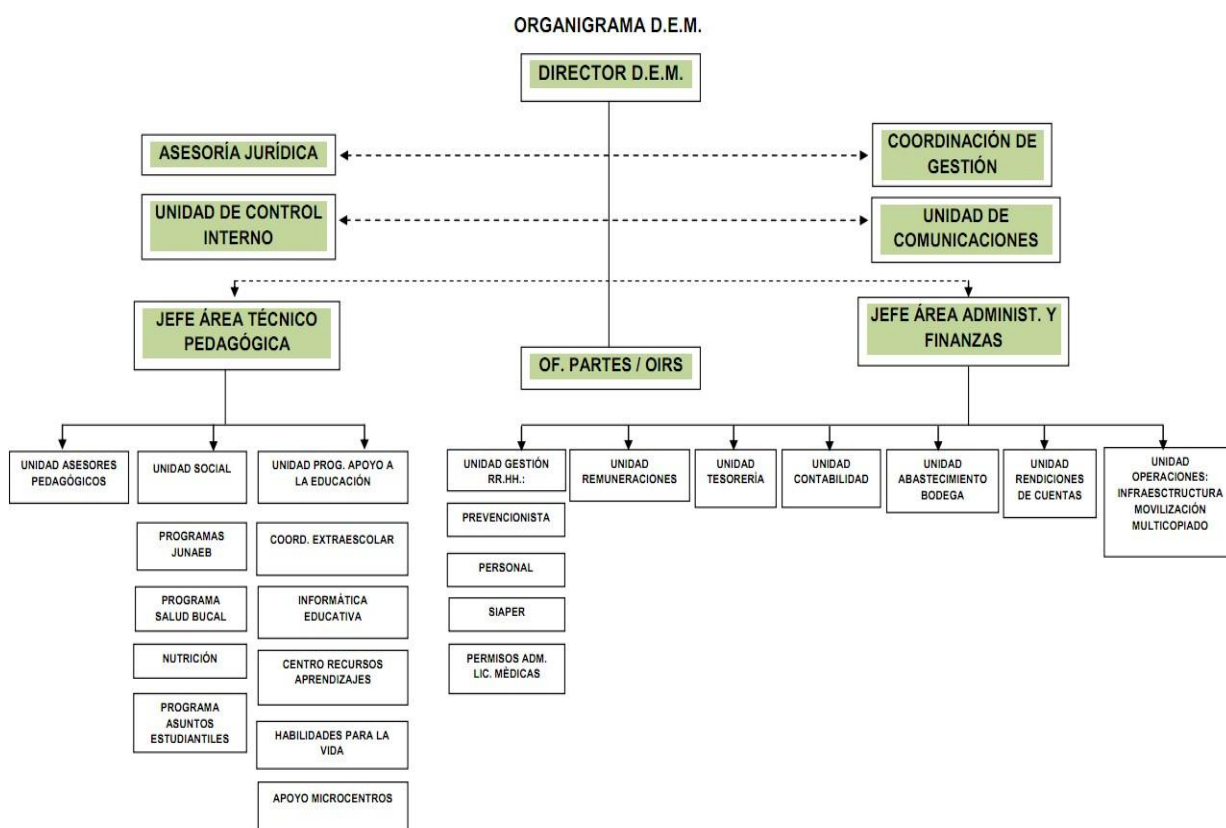 ORGANIGRAMA D.E.M.
DIRECTOR D.E.M.
ASESORÍA JURÍDICA
COORDINACIÓN DE
GESTIÓN
UNIDAD DE CONTROL
INTERNO
UNIDAD DE
COMUNICACIONES
JEFE ÁREA TÉCNICO
PEDAGÓGICA
JEFE ÁREA ADMINIST. Y
FINANZAS
OF. PARTES / OIRS
UNIDAD ASESORES
PEDAGÓGICOS
UNIDAD SOCIAL
PROGRAMAS
JUNAEB
PROGRAMA
SALUD BUCAL
NUTRICIÓN
PROGRAMA
ASUNTOS
ESTUDIANTILES
UNIDAD PROG. APOYO A
LA EDUCACIÓN
COORD. EXTRAESCOLAR
INFORMÁTICA
EDUCATIVA
CENTRO RECURSOS
APRENDIZAJES
HABILIDADES PARA LA
VIDA
APOYO MICROCENTROS
UNIDAD GESTIÓN
RR.HH.:
PREVENCIONISTA
PERSONAL
SIAPER
PERMISOS ADM.
LIC. MÈDICAS
UNIDAD
REMUNERACIONES
UNIDAD
TESORERÍA
UNIDAD
CONTABILIDAD
UNIDAD
ABASTECIMIENTO
BODEGA
UNIDAD
RENDICIONES
DE CUENTAS
UNIDAD
OPERACIONES:
INFRAESCTRUCTURA
MOVILIZACIÓN
MULTICOPIADO